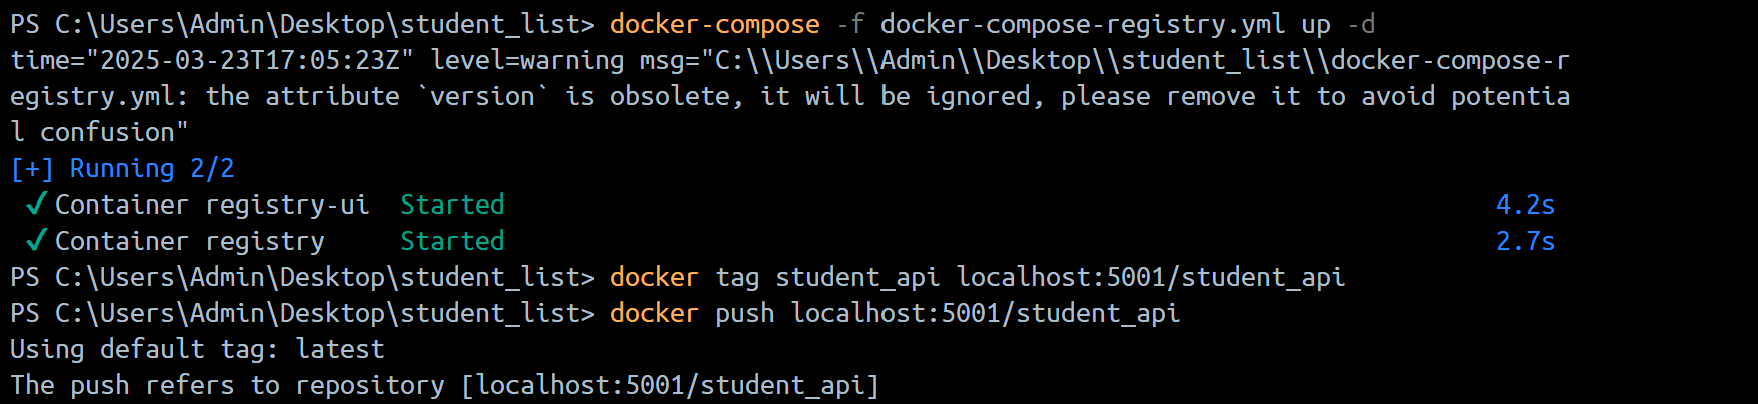 PS C:\Users\Admin\Desktop\student_list> docker-compose -f docker-compose-registry.yml up -d
time="2025-03-23T17:05:23Z" level=warning msg="C:\\Users\\Admin\\Desktop\\student_list\\docker-compose-r
egistry.yml: the attribute `version` is obsolete, it will be ignored, please remove it to avoid potentia
l confusion"
[+] Running 2/2
✔ Container registry-ui  Started 4.2s
✔ Container registry     Started 2.7s
PS C:\Users\Admin\Desktop\student_list> docker tag student_api localhost:5001/student_api
PS C:\Users\Admin\Desktop\student_list> docker push localhost:5001/student_api
Using default tag: latest
The push refers to repository [localhost:5001/student_api]